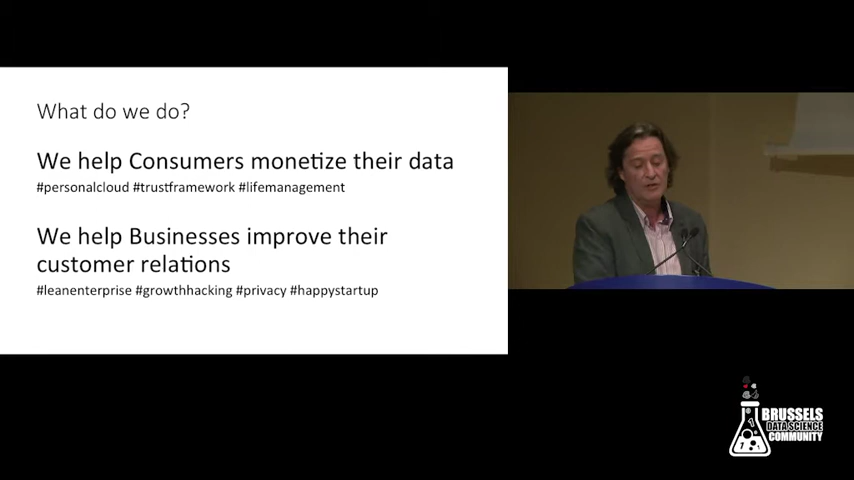 What do we do?
We help Consumers monetize their data
#personalcloud #trustframework #lifemanagement
We help Businesses improve their
customer relations
#leanenterprise #growthhacking #privacy #happystartup
BRUSSELS
DATA SCIENCE
COMMUNITY